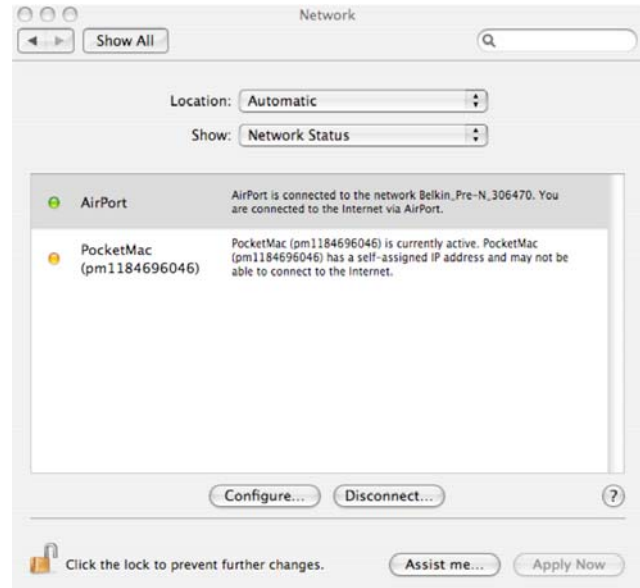 Network
Show All
Location: Automatic
Show: Network Status
AirPort
AirPort is connected to the network Belkin_Pre-N_306470. You
are connected to the Internet via AirPort.
PocketMac
(pm1184696046)
PocketMac (pm1184696046) is currently active. PocketMac
(pm1184696046) has a self-assigned IP address and may not be
able to connect to the Internet.
Configure... Disconnect... ?
Click the lock to prevent further changes. Assist me... Apply Now